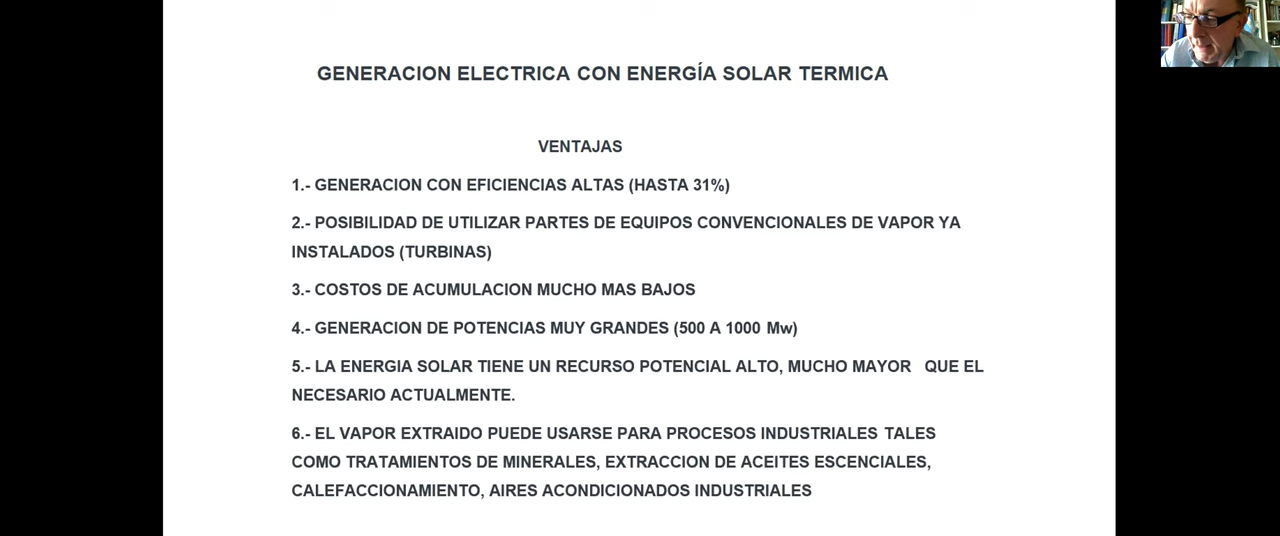 GENERACION ELECTRICA CON ENERGÍA SOLAR TERMICA
VENTAJAS
1.- GENERACION CON EFICIENCIAS ALTAS (HASTA 31%)
2.- POSIBILIDAD DE UTILIZAR PARTES DE EQUIPOS CONVENCIONALES DE VAPOR YA
INSTALADOS (TURBINAS)
3.- COSTOS DE ACUMULACION MUCHO MAS BAJOS
4.- GENERACION DE POTENCIAS MUY GRANDES (500 A 1000 Mw)
5.- LA ENERGIA SOLAR TIENE UN RECURSO POTENCIAL ALTO, MUCHO MAYOR QUE EL
NECESARIO ACTUALMENTE.
6.- EL VAPOR EXTRAIDO PUEDE USARSE PARA PROCESOS INDUSTRIALES TALES
COMO TRATAMIENTOS DE MINERALES, EXTRACCION DE ACEITES ESCENCIALES,
CALEFACCIONAMIENTO, AIRES ACONDICIONADOS INDUSTRIALES